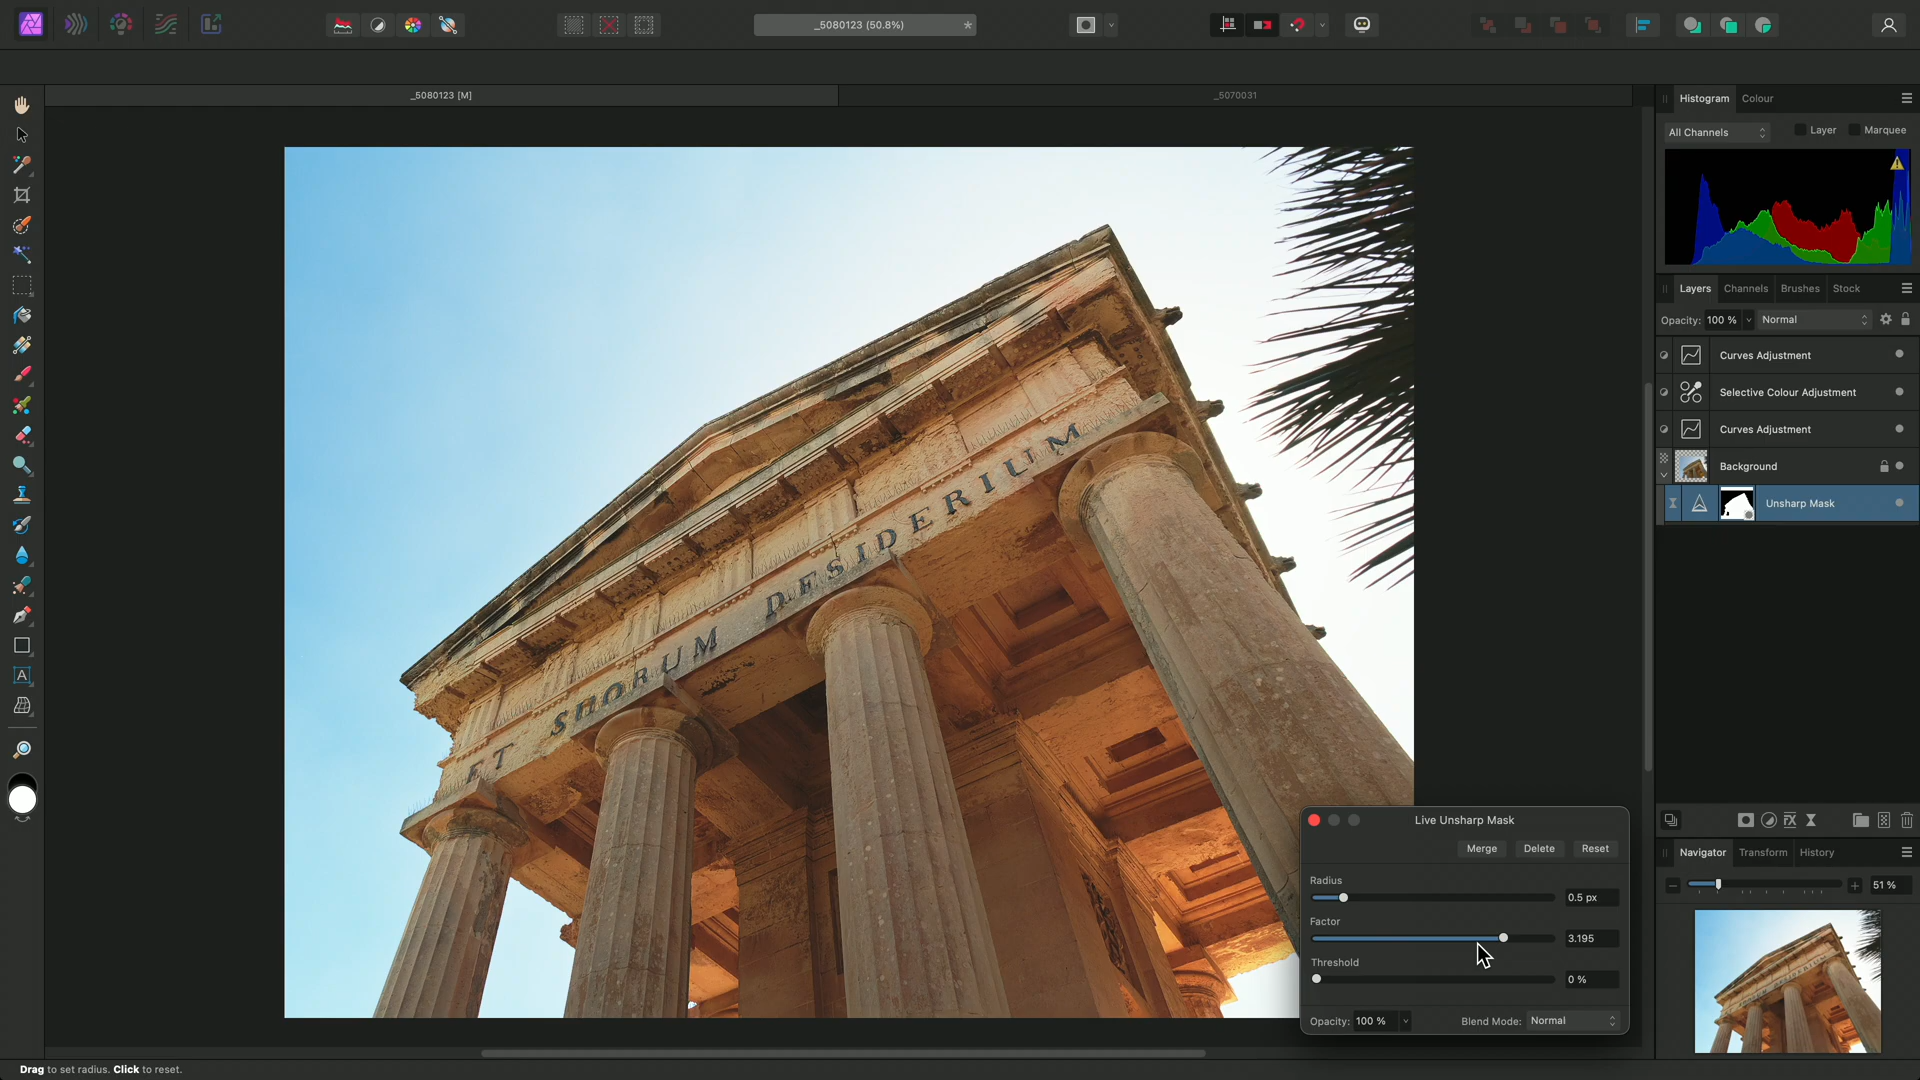 _5080123 (50.8%)
*
_5080123 [M]
_5070031
Histogram
Colour
All Channels
Layer
Marquee
Layers
Channels
Brushes
Stock
Opacity:
100 %
Normal
Curves Adjustment
Selective Colour Adjustment
Curves Adjustment
Background
Unsharp Mask
ET SUORUM DESIDERIUM
Live Unsharp Mask
Merge
Delete
Reset
Radius
0.5 px
Factor
3.195
Threshold
0 %
Opacity:
100 %
Blend Mode:
Normal
Navigator
Transform
History
51 %
Drag to set radius. Click to reset.